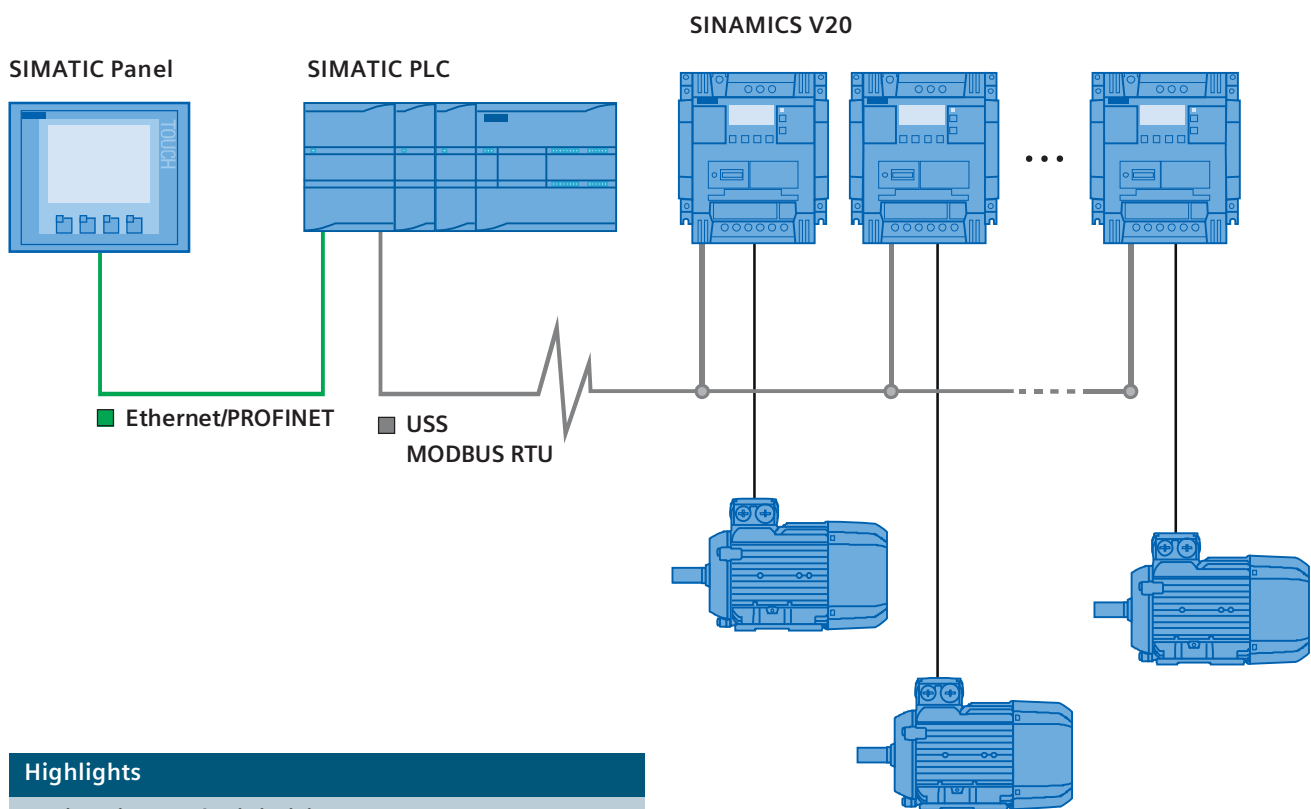 SINAMICS V20
SIMATIC Panel
SIMATIC PLC
TOUCH
...
Ethernet/PROFINET
USS
MODBUS RTU
Highlights